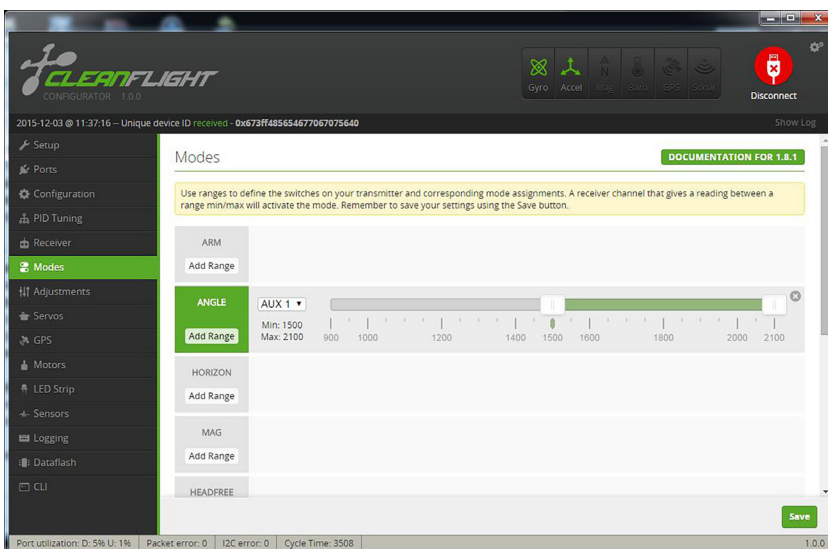 CLEANFLIGHT
CONFIGURATOR 1.0.0
Gyro Accel Mag Baro GPS Sonar
Disconnect
2015-12-03 @ 11:37:16 -- Unique device ID received - 0x673ff485654677067075640
Show Log
Setup
Ports
Configuration
PID Tuning
Receiver
Modes
Adjustments
Servos
GPS
Motors
LED Strip
Sensors
Logging
Dataflash
CLI
Modes
DOCUMENTATION FOR 1.8.1
Use ranges to define the switches on your transmitter and corresponding mode assignments. A receiver channel that gives a reading between a
range min/max will activate the mode. Remember to save your settings using the Save button.
ARM
Add Range
ANGLE
Add Range
AUX 1
Min: 1500
Max: 2100
900 1000 1200 1400 1500 1600 1800 2000 2100
HORIZON
Add Range
MAG
Add Range
HEADFREE
Save
Port utilization: D: 5% U: 1% Packet error: 0 I2C error: 0 Cycle Time: 3508 1.0.0